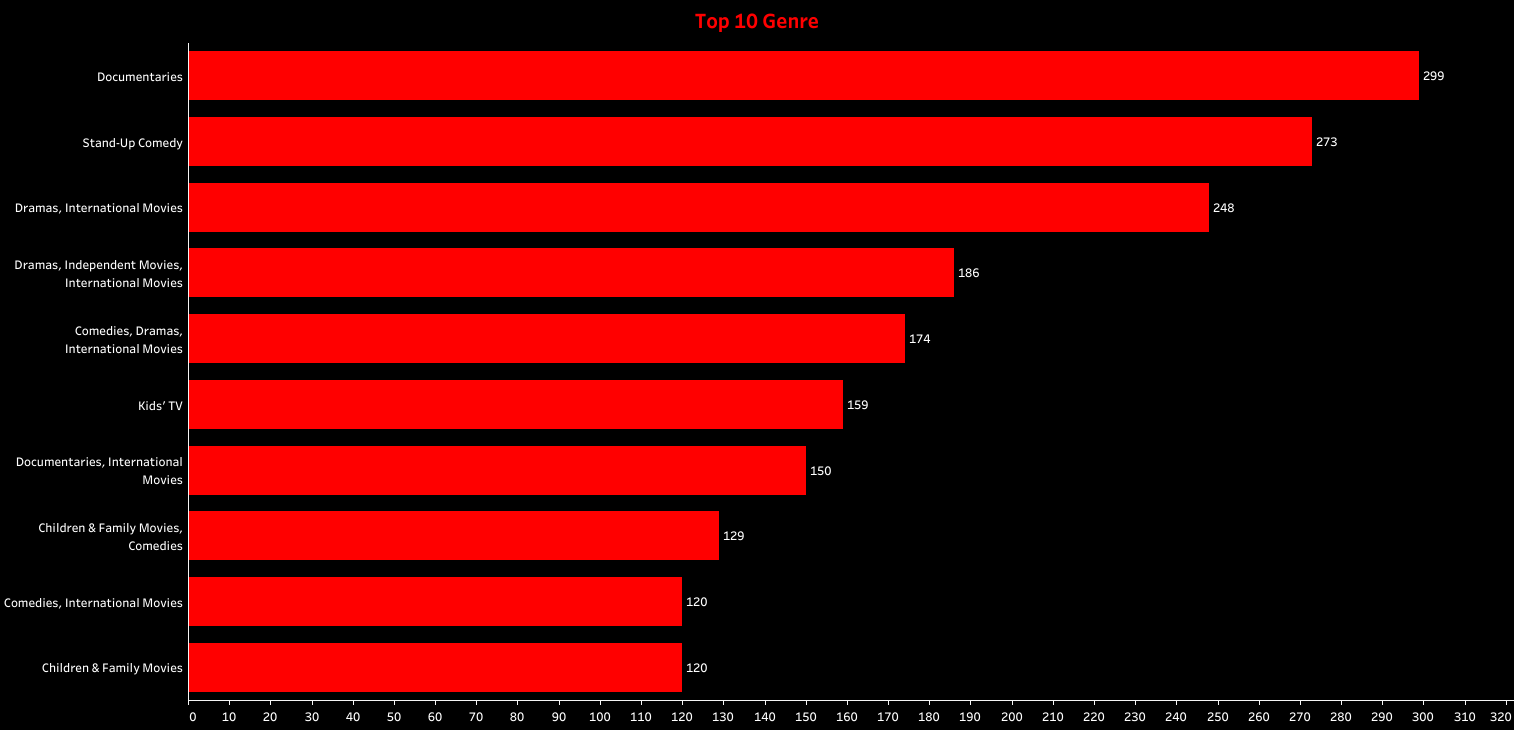 Top 10 Genre
Documentaries
299
Stand-Up Comedy
273
Dramas, International Movies
248
Dramas, Independent Movies,
International Movies
186
Comedies, Dramas,
International Movies
174
Kids’ TV
159
Documentaries, International
Movies
150
Children & Family Movies,
Comedies
129
Comedies, International Movies
120
Children & Family Movies
120
0 10 20 30 40 50 60 70 80 90 100 110 120 130 140 150 160 170 180 190 200 210 220 230 240 250 260 270 280 290 300 310 320